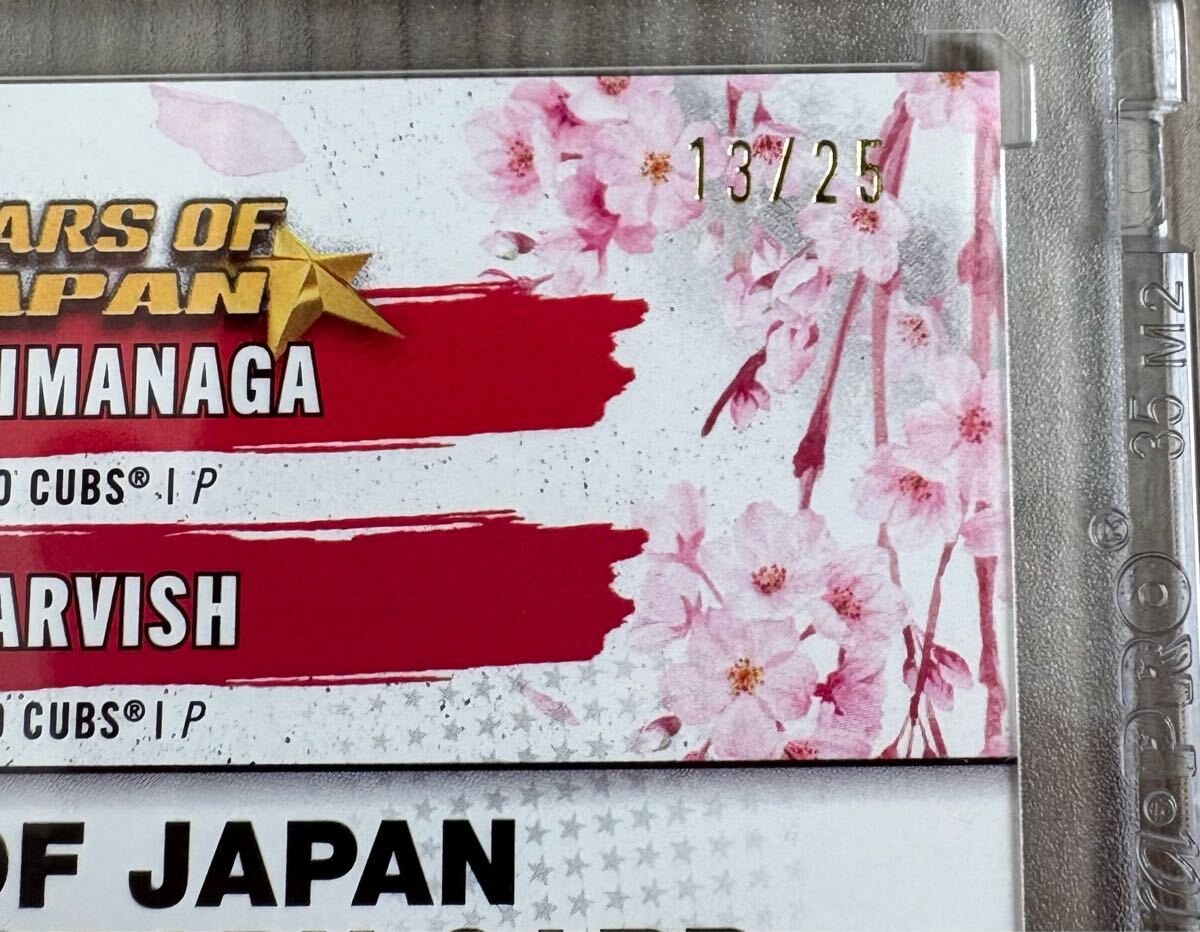 13/25
ARS OF
APAN
IMANAGA
O CUBS® | P
ARVISH
O CUBS® | P
OF JAPAN
35 M2
PRO